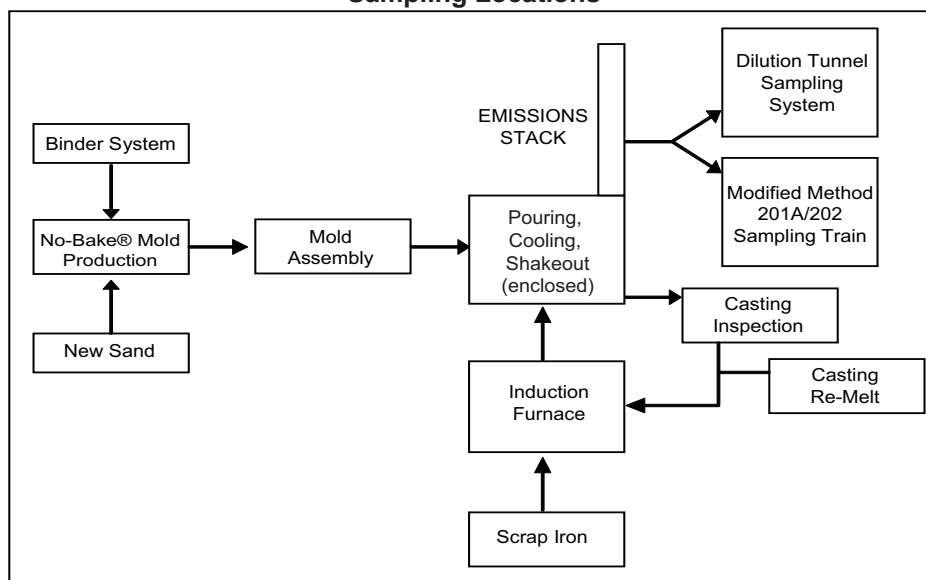 Sampling Locations
Binder System
No-Bake® Mold
Production
New Sand
Mold
Assembly
EMISSIONS
STACK
Pouring,
Cooling,
Shakeout
(enclosed)
Induction
Furnace
Scrap Iron
Dilution Tunnel
Sampling
System
Modified Method
201A/202
Sampling Train
Casting
Inspection
Casting
Re-Melt